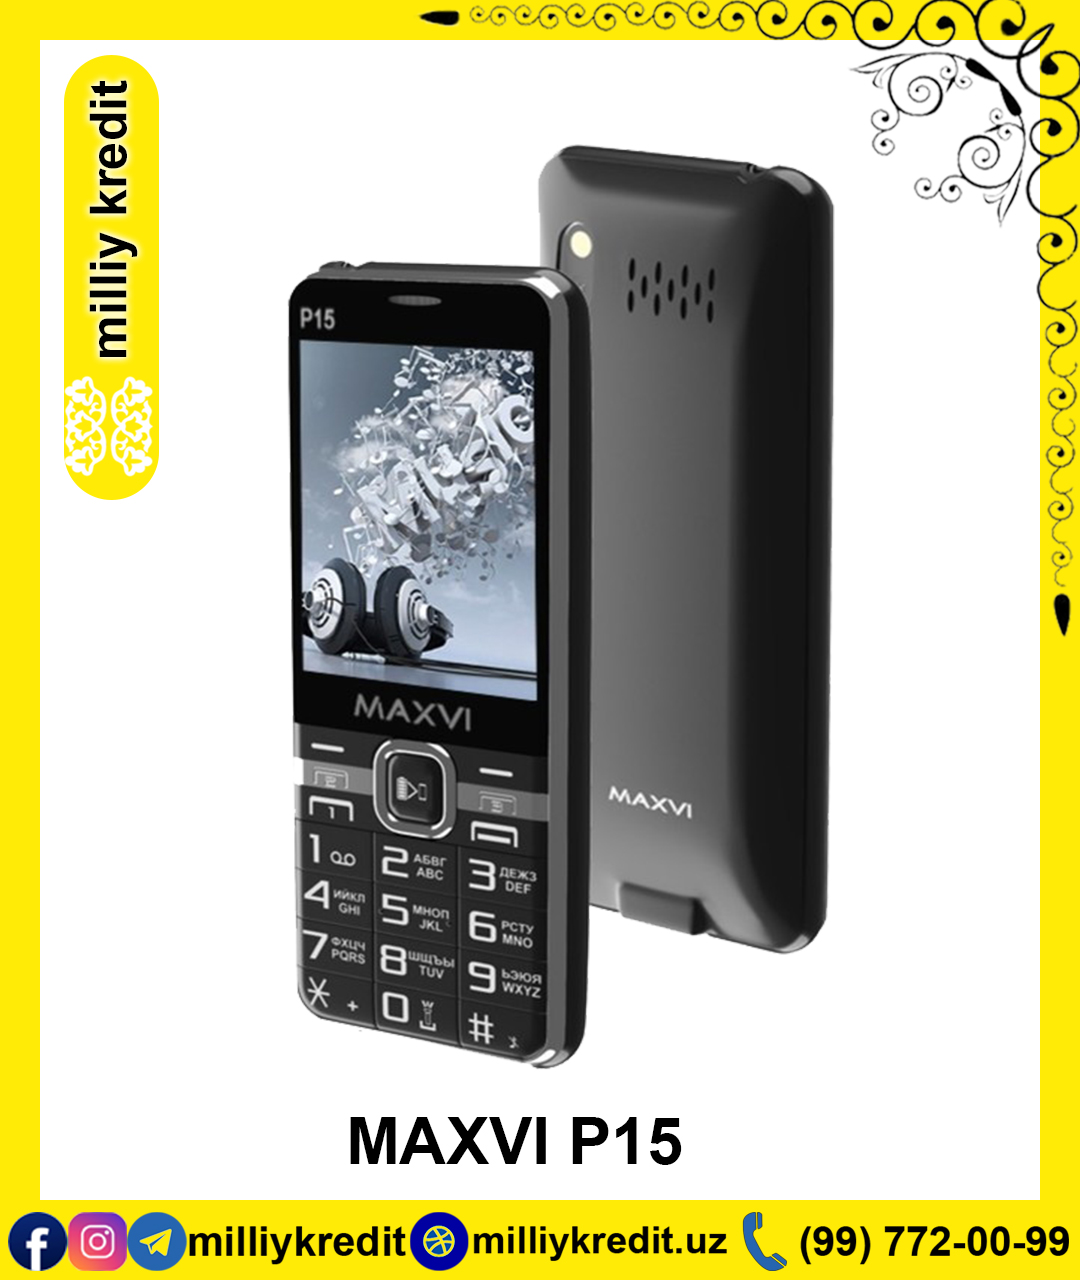 milliy kredit
P15
MUSIC
MAXVI
1
2 АБВГ ABC
3 ДЕЖЗ DEF
4 ИЙКЛ GHI
5 МНОП JKL
6 РСТУ MNO
7 ФХЦЧ PQRS
8 ШЩЪЫ TUV
9 ЬЭЮЯ WXYZ
* +
0
#
MAXVI
MAXVI P15
milliykredit milliykredit.uz (99) 772-00-99